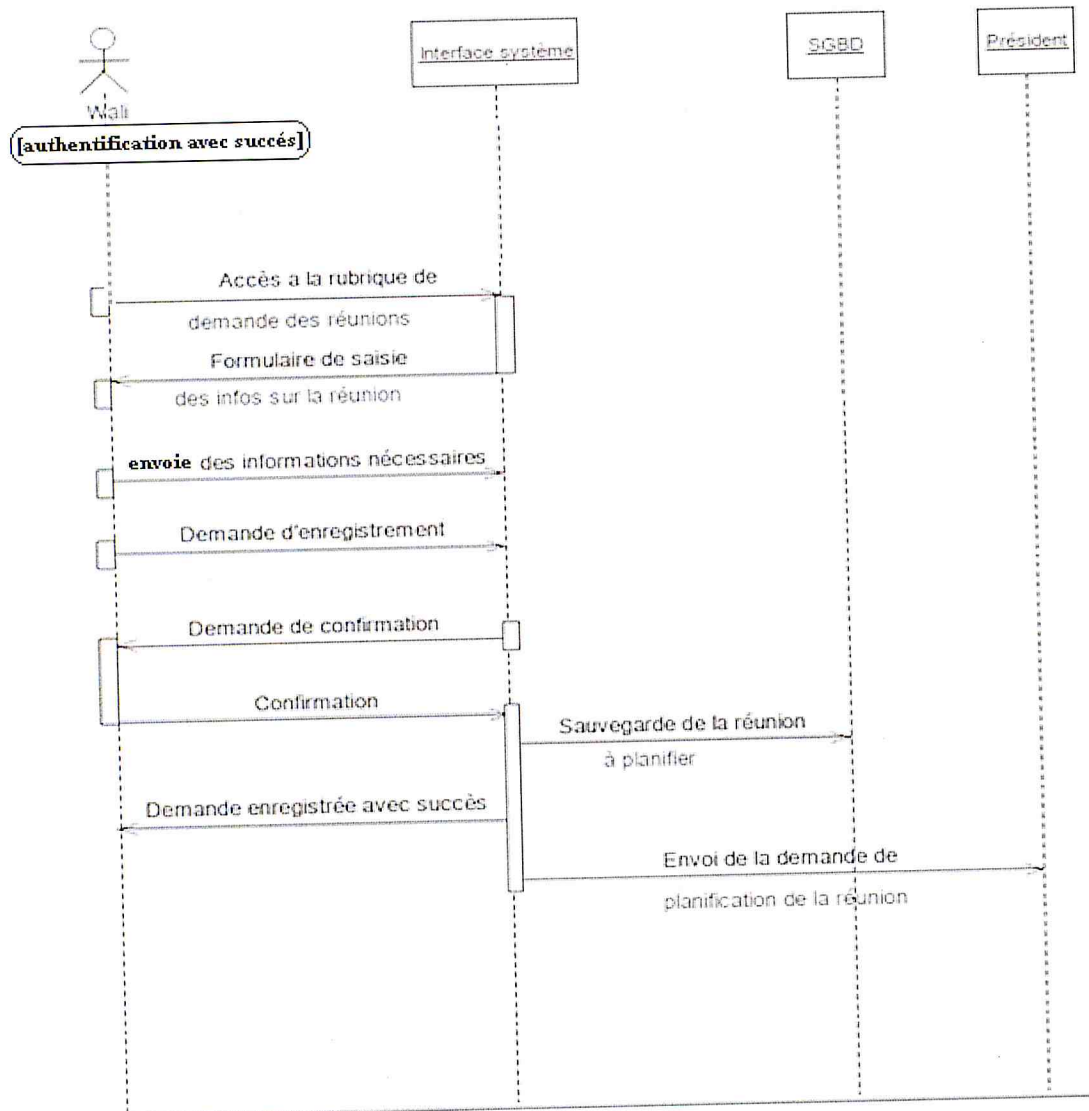 Interface système
SGBD
Président
Wali
[authentification avec succés]
Accès a la rubrique de
demande des réunions
Formulaire de saisie
des infos sur la réunion
envoie des informations nécessaires
Demande d'enregistrement
Demande de confirmation
Confirmation
Sauvegarde de la réunion
à planifier
Demande enregistrée avec succès
Envoi de la demande de
planification de la réunion